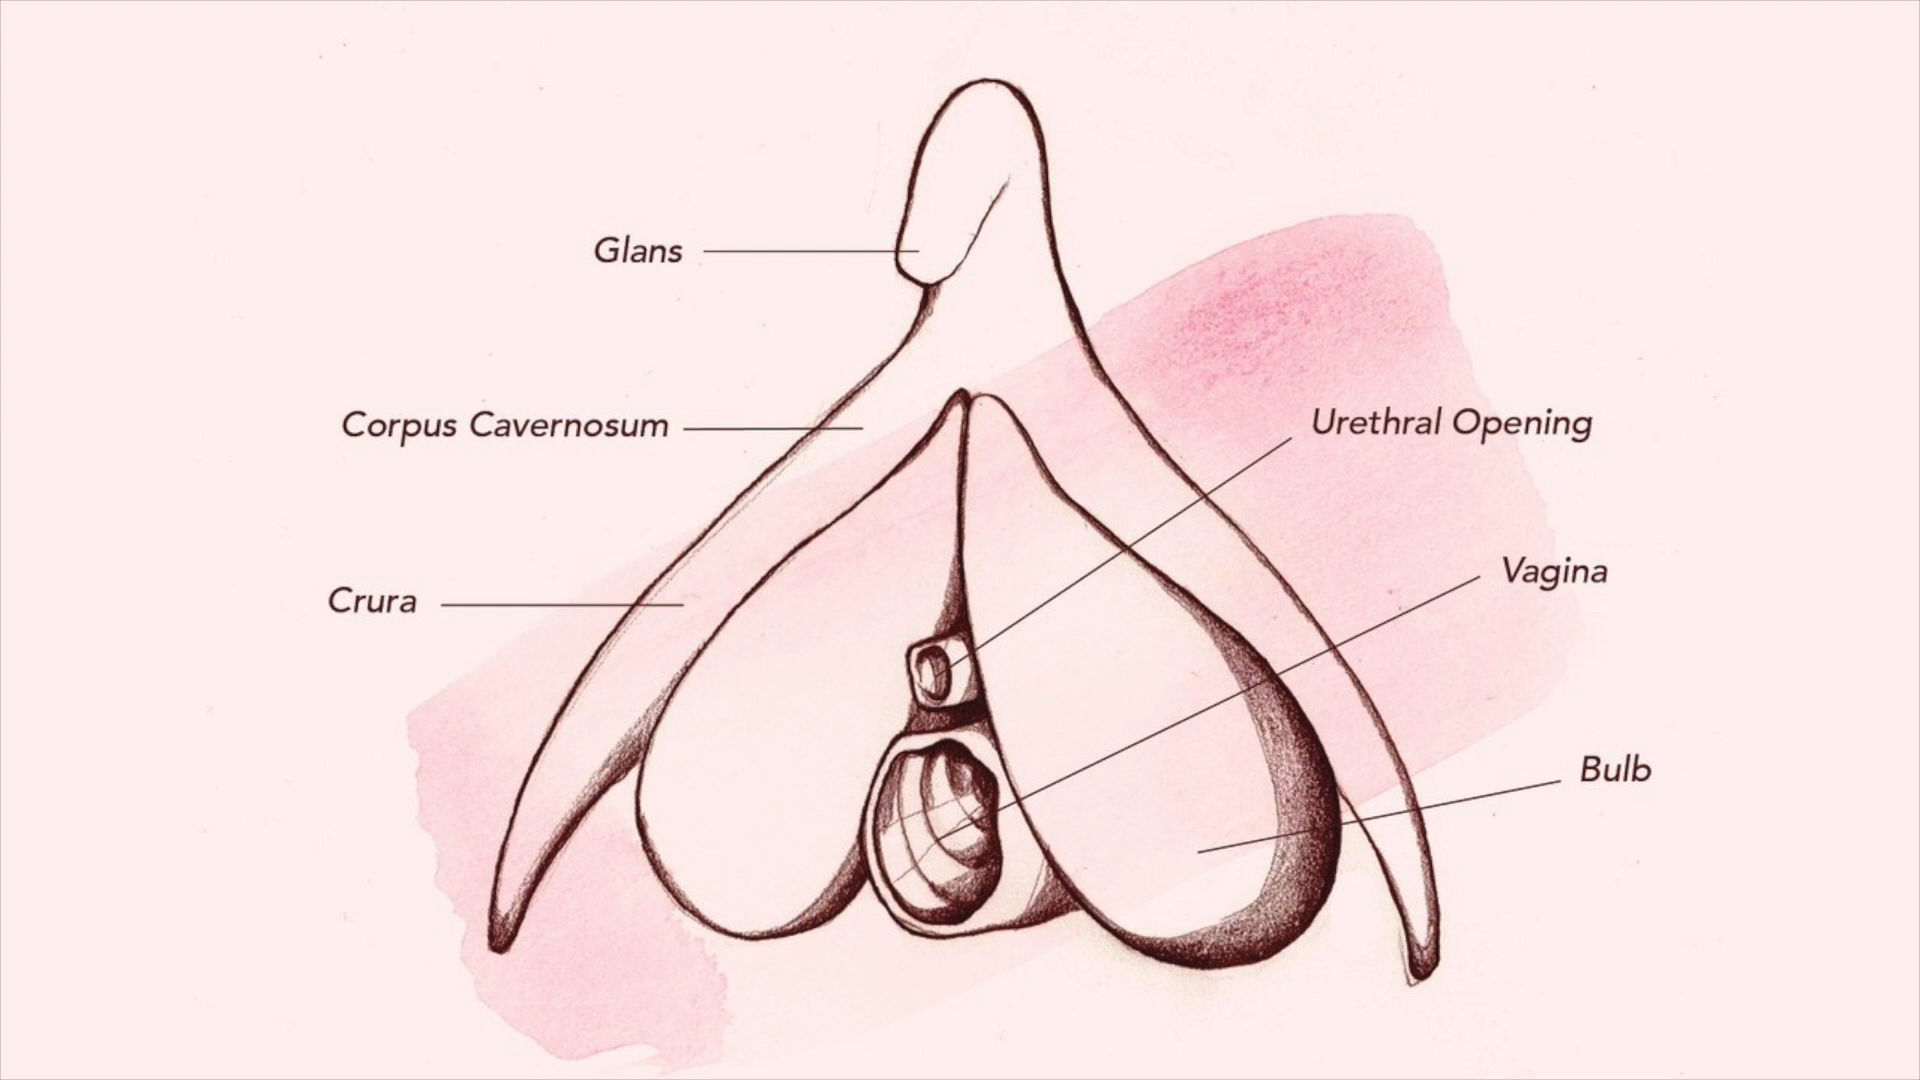 Glans
Corpus Cavernosum
Urethral Opening
Vagina
Crura
Bulb